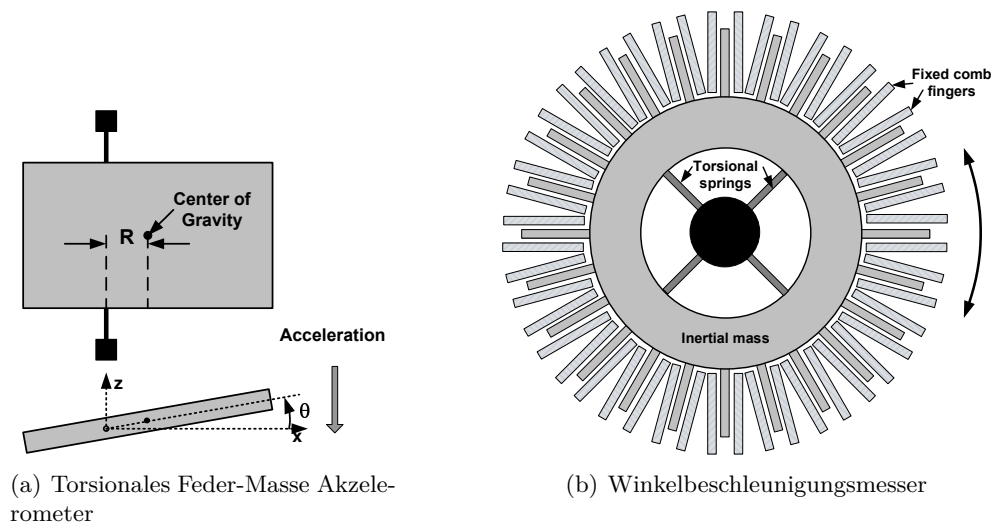 Center of
Gravity
R
Acceleration
z
θ
x
(a) Torsionales Feder-Masse Akzele-
rometer
Fixed comb
fingers
Torsional
springs
Inertial mass
(b) Winkelbeschleunigungsmesser